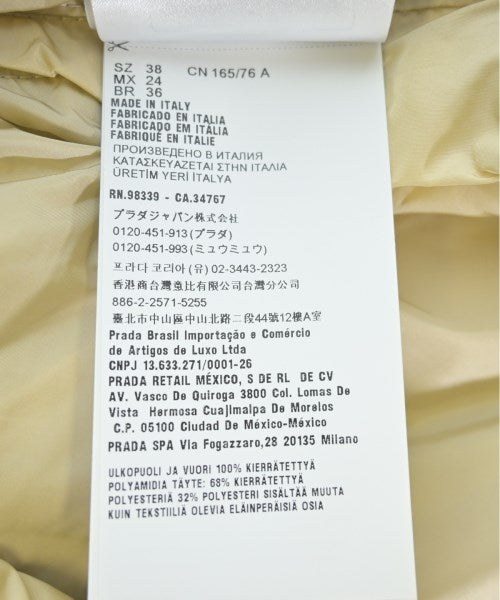 SZ 38 CN 165/76 A
MX 24
BR 36
MADE IN ITALY
FABRICADO EN ITALIA
FABRICADO EM ITÁLIA
FABRIQUÉ EN ITALIE
ПРОИЗВЕДЕНО В ИТАЛИЯ
ΚΑΤΑΣΚΕΥΑΖΕΤΑΙ ΣΤΗΝ ΙΤΑΛΙΑ
ÜRETİM YERİ İTALYA
RN.98339 - CA.34767
プラダジャパン株式会社
0120-451-913 (プラダ)
0120-451-993 (ミュウミュウ)
프라다 코리아 (유) 02-3443-2323
香港商台灣普比有限公司台灣分公司
886-2-2571-5255
臺北市中山區中山北路二段44號12樓A室
Prada Brasil Importação e Comércio
de Artigos de Luxo Ltda
CNPJ 13.633.271/0001-26
PRADA RETAIL MÉXICO, S DE RL DE CV
AV. Vasco De Quiroga 3800 Col. Lomas De
Vista Hermosa Cuajimalpa De Morelos
C.P. 05100 Ciudad De México-México
PRADA SPA Via Fogazzaro,28 20135 Milano
ULKOPUOLI JA VUORI 100% KIERRÄTETTYÄ
POLYAMIDIA TÄYTE: 68% KIERRÄTETTYÄ
POLYESTERIÄ 32% POLYESTERI SISÄLTÄÄ MUUTA
KUIN TEKSTIILIÄ OLEVIA ELÄINPERÄISIÄ OSIA